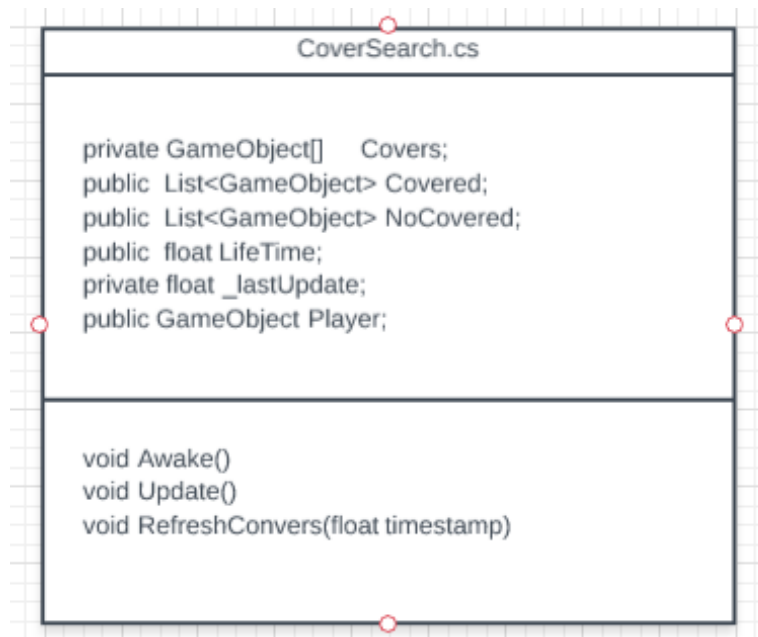 CoverSearch.cs
private GameObject[] Covers;
public List<GameObject> Covered;
public List<GameObject> NoCovered;
public float LifeTime;
private float _lastUpdate;
public GameObject Player;
void Awake()
void Update()
void RefreshConvers(float timestamp)